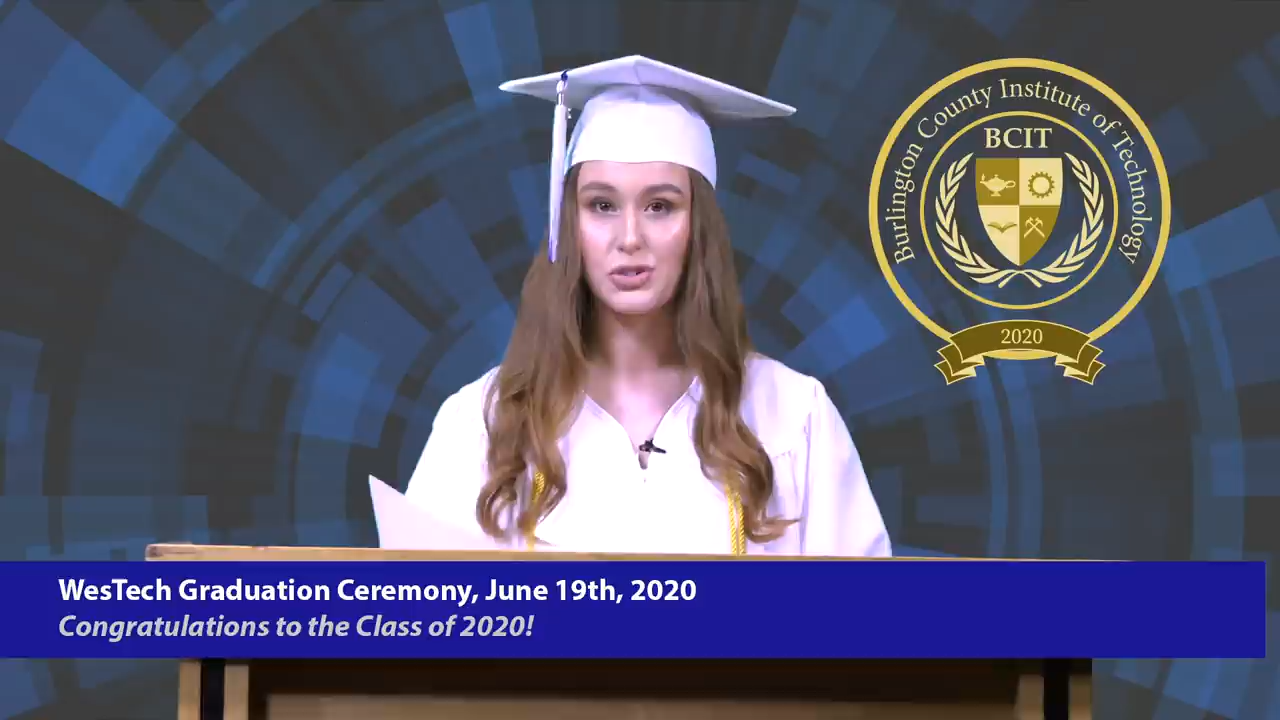 Burlington County Institute of Technology
BCIT
2020
WesTech Graduation Ceremony, June 19th, 2020
Congratulations to the Class of 2020!